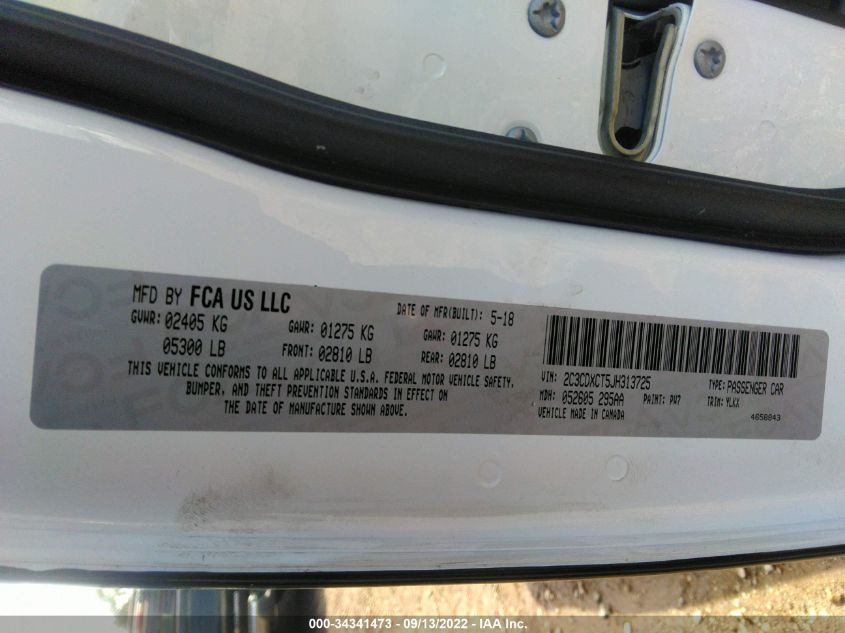 MFD BY FCA US LLC
DATE OF MFR(BUILT): 5-18
GVWR: 02405 KG
GAWR: 01275 KG
GAWR: 01275 KG
05300 LB
FRONT: 02810 LB
REAR: 02810 LB
THIS VEHICLE CONFORMS TO ALL APPLICABLE U.S.A. FEDERAL MOTOR VEHICLE SAFETY,
BUMPER, AND THEFT PREVENTION STANDARDS IN EFFECT ON
THE DATE OF MANUFACTURE SHOWN ABOVE.
VIN: 2C3CDXCT5JH313725
TYPE: PASSENGER CAR
MDH: 052605 295AA
PAINT: PW7
TRIM: YLXX
VEHICLE MADE IN CANADA
4656843
000-34341473 - 09/13/2022 - IAA Inc.